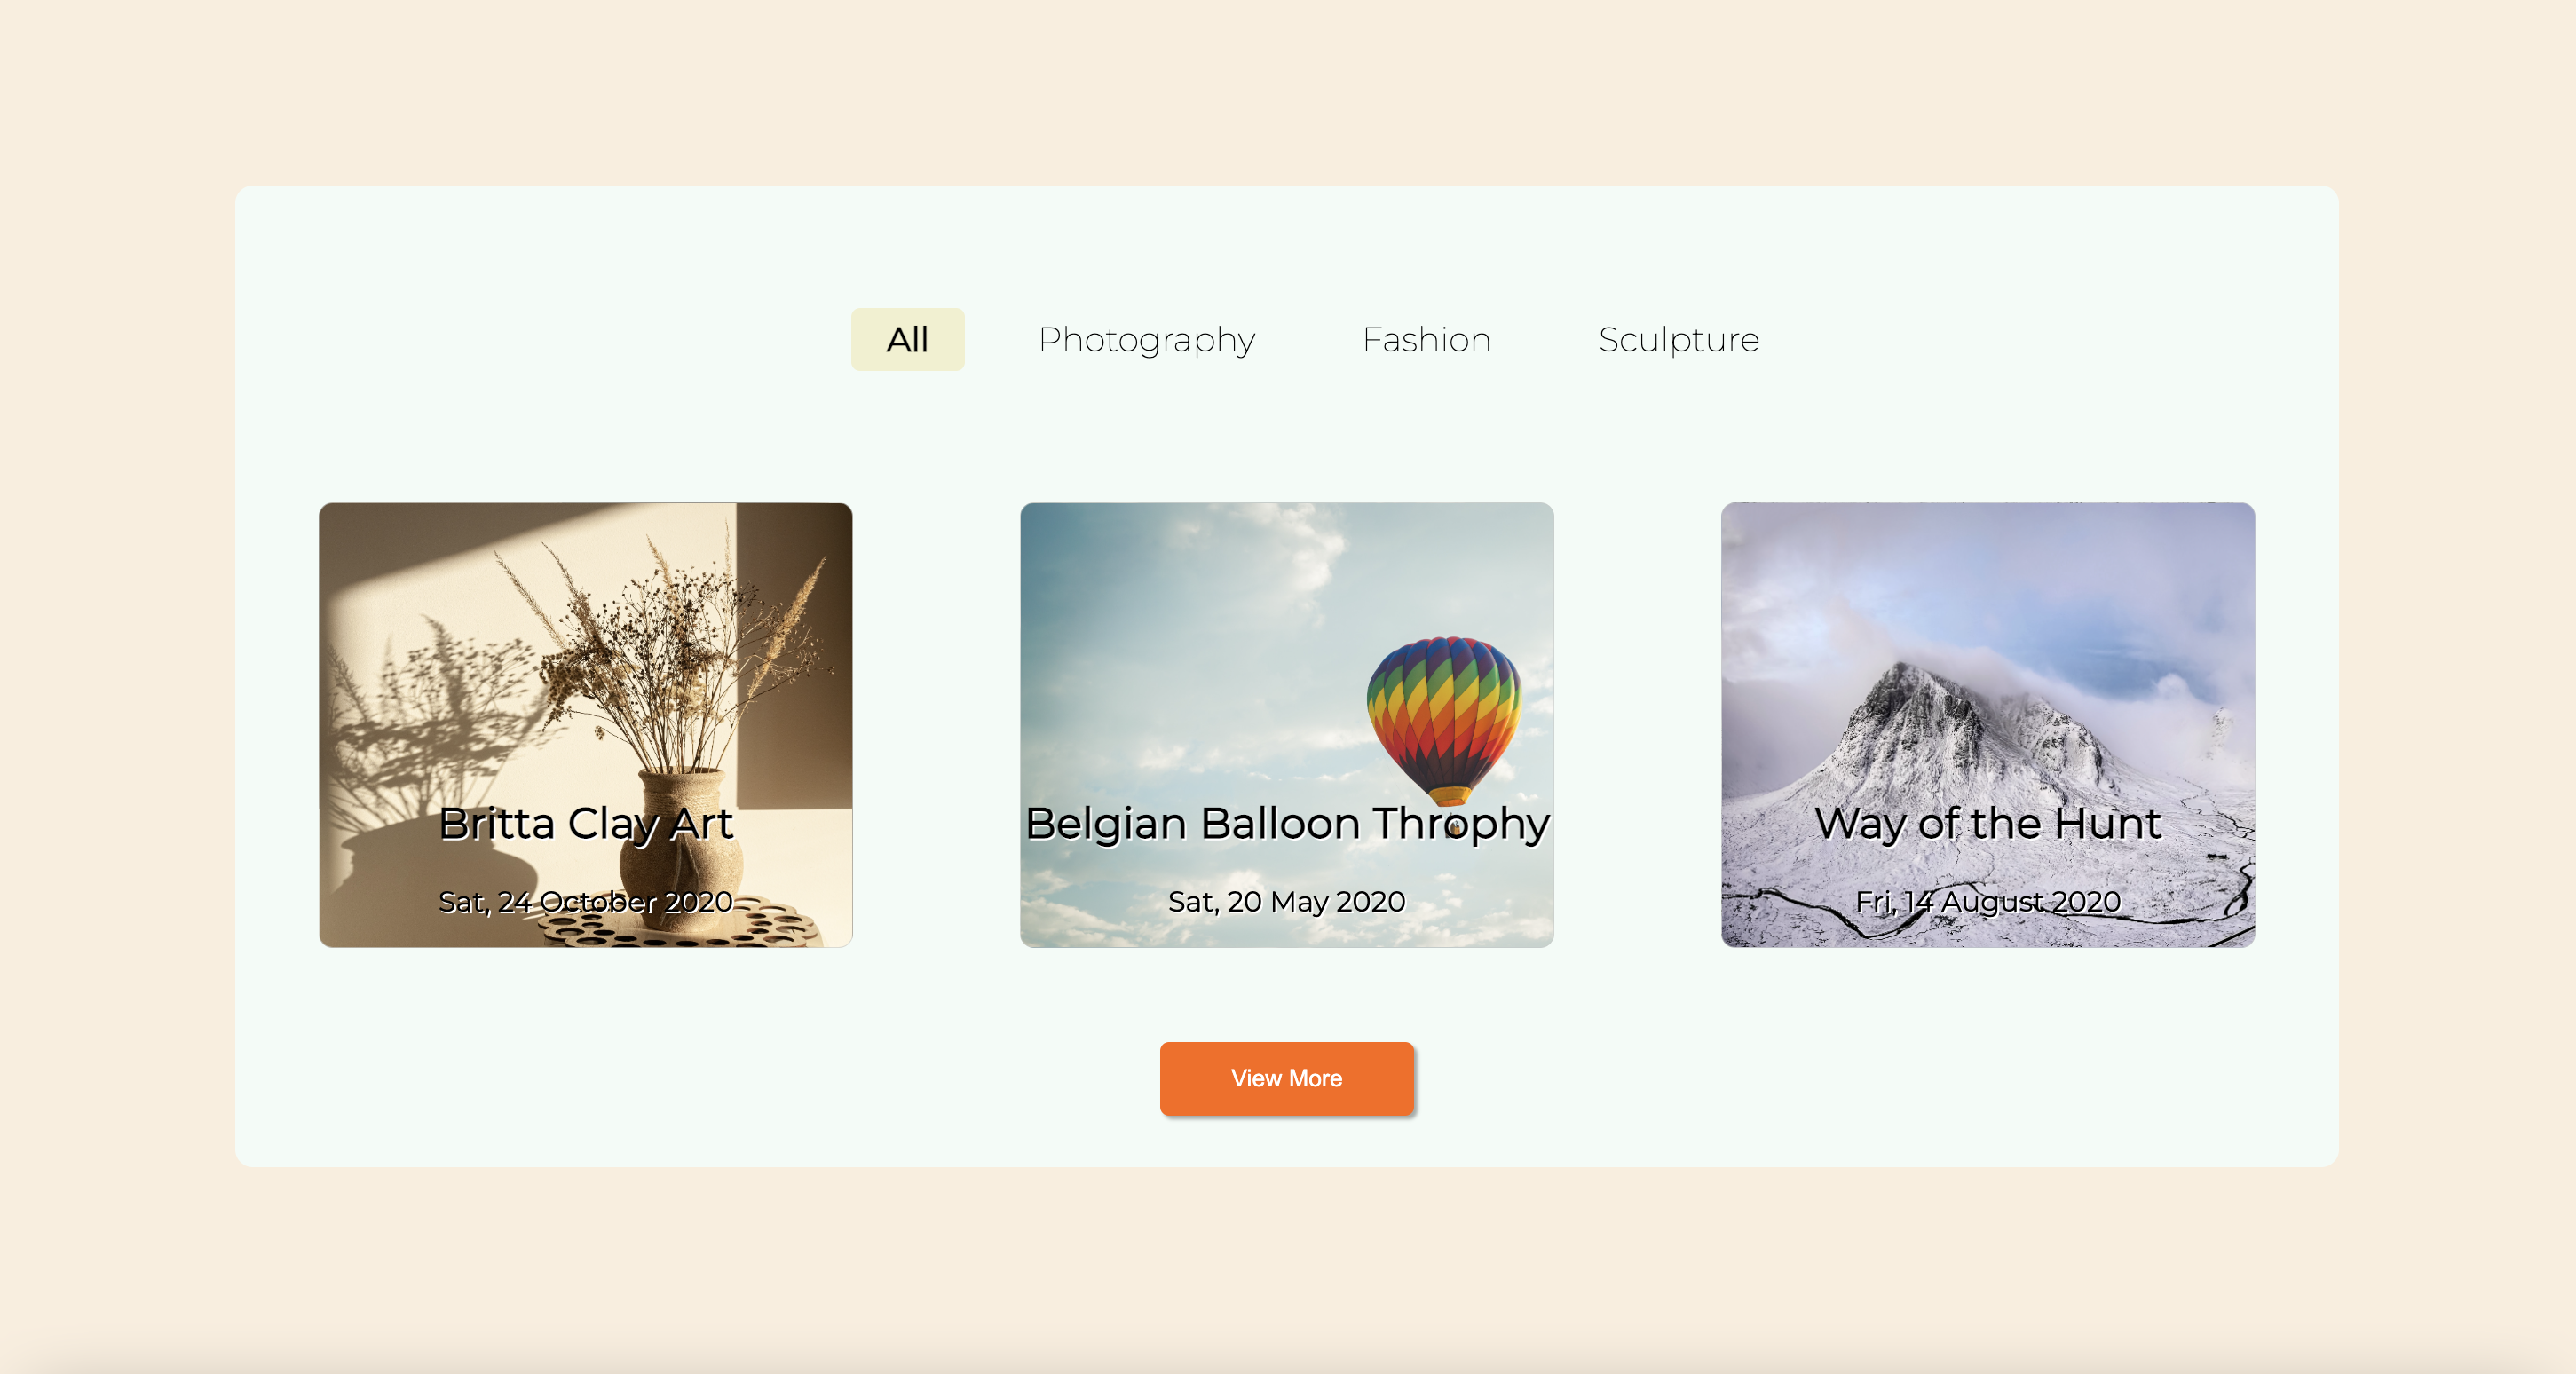 All
Photography
Fashion
Sculpture
Britta Clay Art
Sat, 24 October 2020
Belgian Balloon Throphy
Sat, 20 May 2020
Way of the Hunt
Fri, 14 August 2020
View More